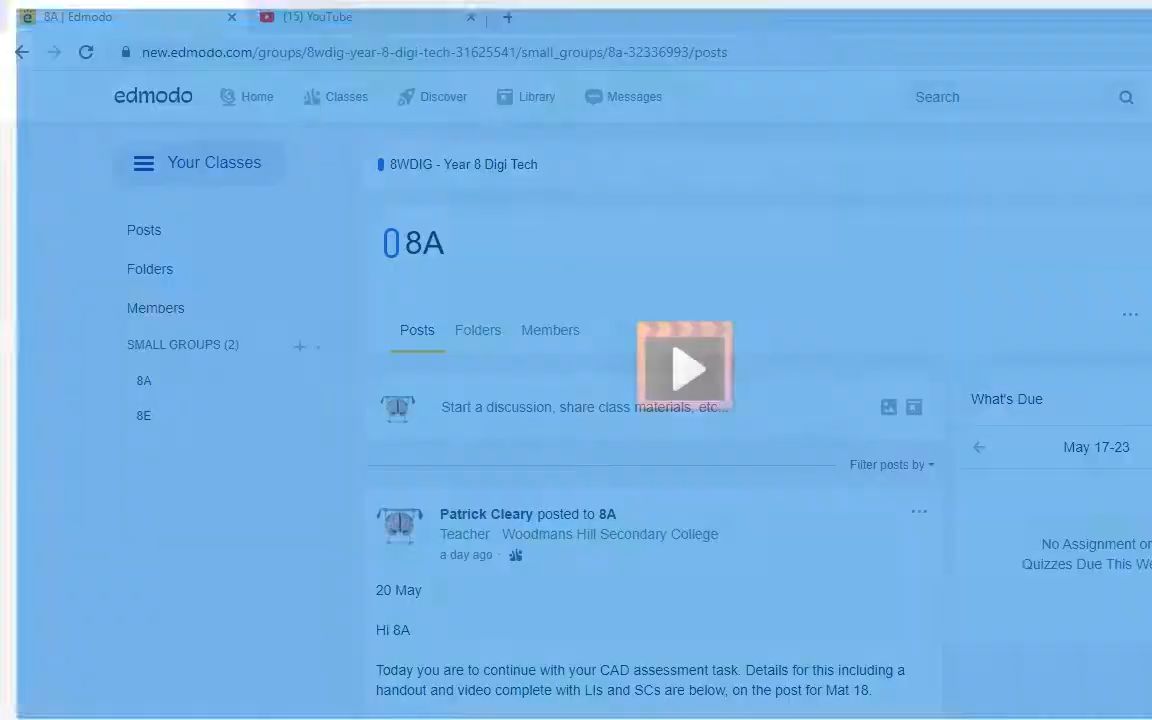 8A | Edmodo
(15) YouTube
new.edmodo.com/groups/8wdig-year-8-digi-tech-31625541/small_groups/8a-32336993/posts
edmodo Home Classes Discover Library Messages Search
Your Classes
8WDIG - Year 8 Digi Tech
Posts
Folders
Members
SMALL GROUPS (2)
8A
8E
8A
Posts Folders Members
Start a discussion, share class materials, etc...
What's Due
May 17-23
No Assignment or
Quizzes Due This We
Filter posts by
Patrick Cleary posted to 8A
Teacher Woodmans Hill Secondary College
a day ago ·
20 May
Hi 8A
Today you are to continue with your CAD assessment task. Details for this including a
handout and video complete with LIs and SCs are below, on the post for Mat 18.